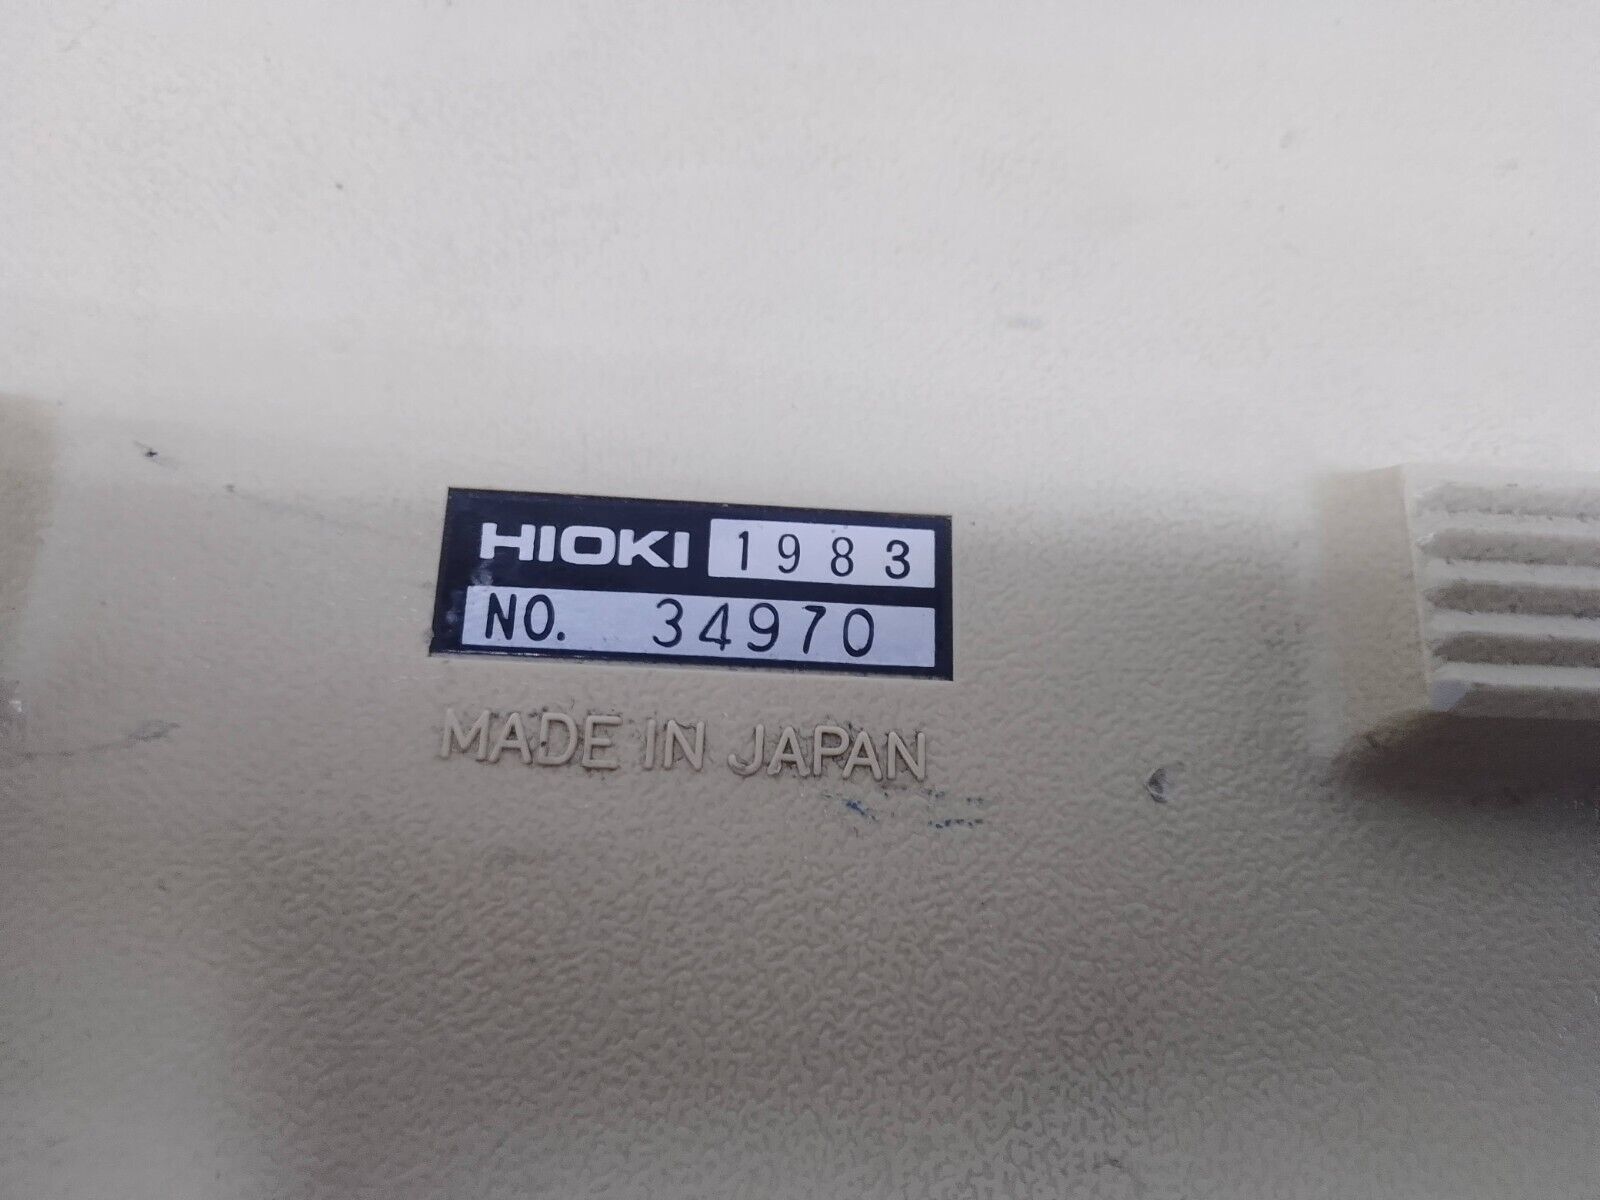 HIOKI 1983
NO. 34970
MADE IN JAPAN